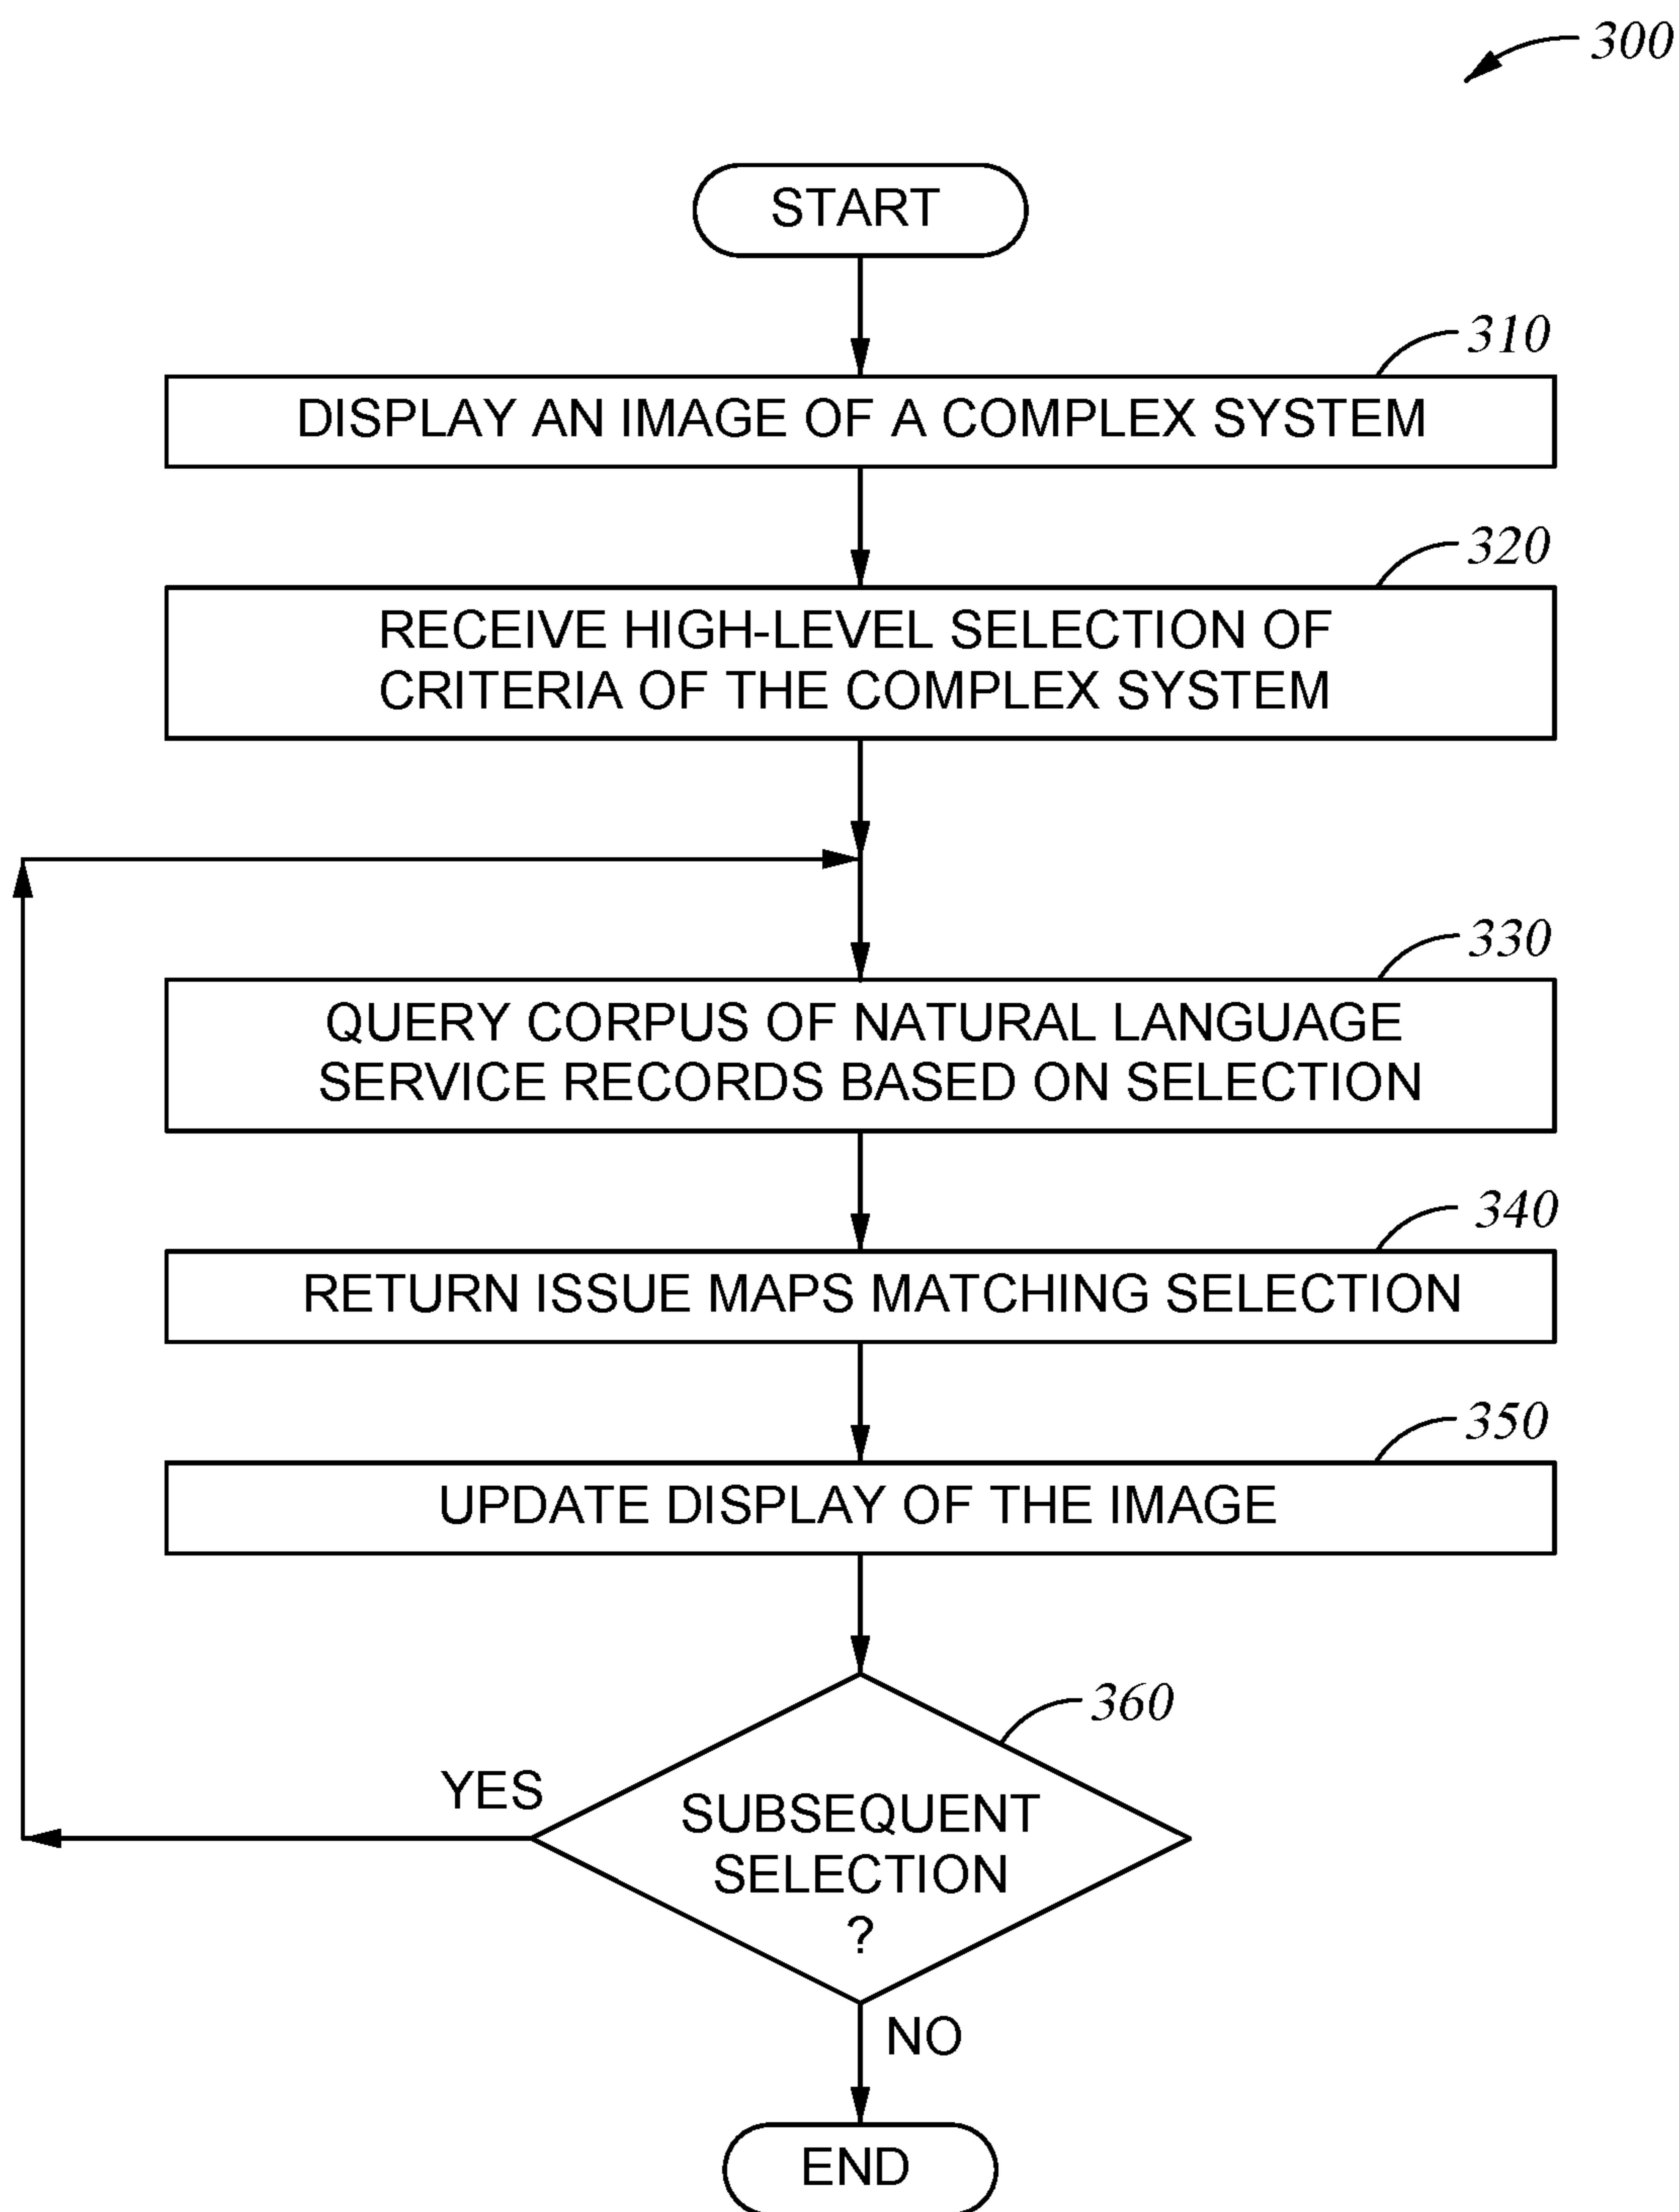 300
START
310
DISPLAY AN IMAGE OF A COMPLEX SYSTEM
320
RECEIVE HIGH-LEVEL SELECTION OF
CRITERIA OF THE COMPLEX SYSTEM
330
QUERY CORPUS OF NATURAL LANGUAGE
SERVICE RECORDS BASED ON SELECTION
340
RETURN ISSUE MAPS MATCHING SELECTION
350
UPDATE DISPLAY OF THE IMAGE
360
YES
SUBSEQUENT
SELECTION
?
NO
END